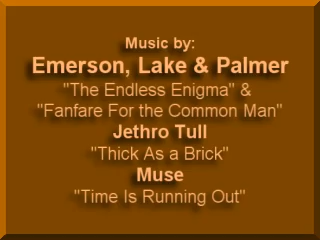 Music by:
Emerson, Lake & Palmer
"The Endless Enigma" &
"Fanfare For the Common Man"
Jethro Tull
"Thick As a Brick"
Muse
"Time Is Running Out"